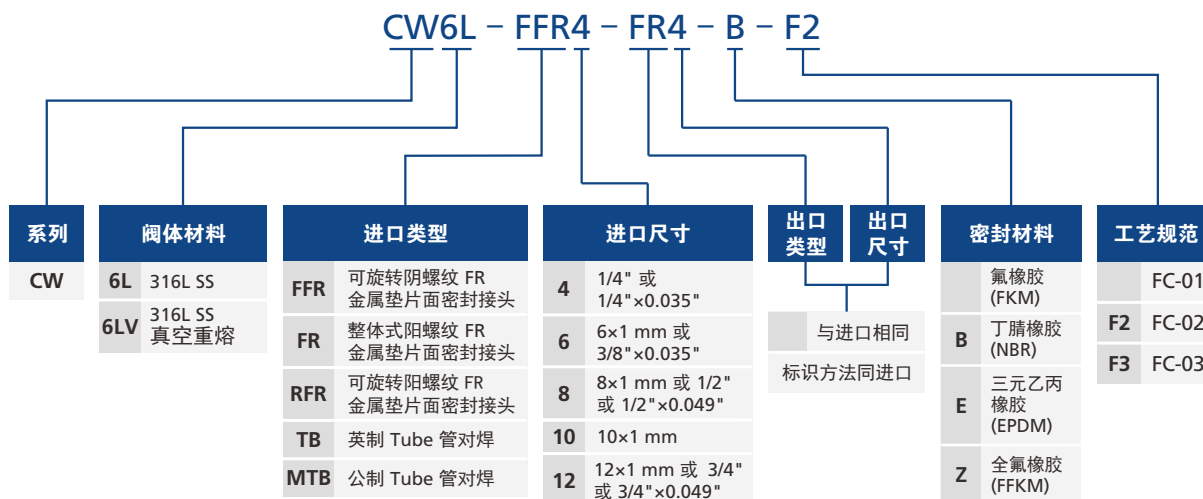 CW6L – FFR4 – FR4 – B – F2
系列
CW
阀体材料
6L 316L SS
6LV 316L SS
真空重熔
进口类型
FFR 可旋转阴螺纹 FR
金属垫片面密封接头
FR 整体式阳螺纹 FR
金属垫片面密封接头
RFR 可旋转阳螺纹 FR
金属垫片面密封接头
TB 英制 Tube 管对焊
MTB 公制 Tube 管对焊
进口尺寸
4 1/4" 或
1/4"×0.035"
6 6×1 mm 或
3/8"×0.035"
8 8×1 mm 或 1/2"
或 1/2"×0.049"
10 10×1 mm
12 12×1 mm 或 3/4"
或 3/4"×0.049"
出口
类型
出口
尺寸
与进口相同
标识方法同进口
密封材料
氟橡胶
(FKM)
B 丁腈橡胶
(NBR)
E 三元乙丙
橡胶
(EPDM)
Z 全氟橡胶
(FFKM)
工艺规范
FC-01
F2 FC-02
F3 FC-03